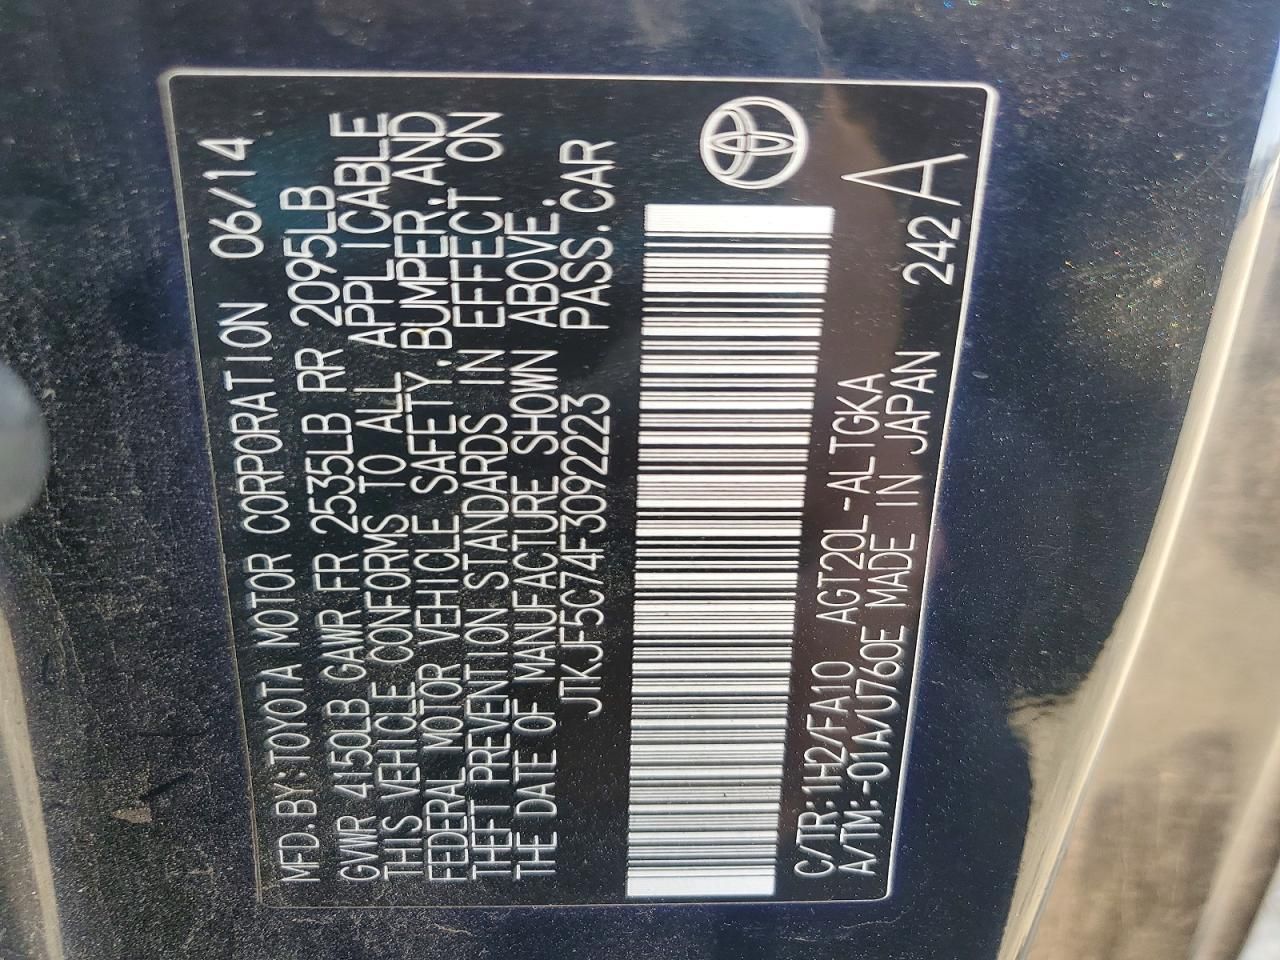 MFD.BY:TOYOTA MOTOR CORPORATION 06/14
GVWR 4150LB GAWR FR 2535LB RR 2095LB
THIS VEHICLE CONFORMS TO ALL APPLICABLE
FEDERAL MOTOR VEHICLE SAFETY,BUMPER,AND
THEFT PREVENTION STANDARDS IN EFFECT ON
THE DATE OF MANUFACTURE SHOWN ABOVE.
JTKJF5C74F3092223 PASS.CAR
C/TR:1H2/FA10 AGT20L-ALTGKA
A/TM:-01A/U760E MADE IN JAPAN 242A